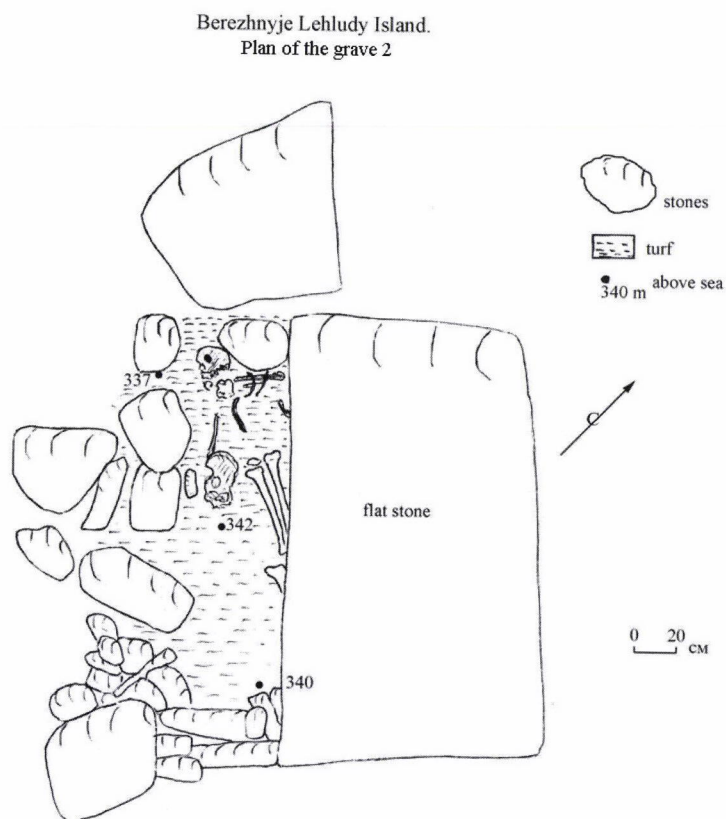 Berezhnyje Lehludy Island.
Plan of the grave 2
stones
turf
340 m above sea
337
С
342
flat stone
340
0 20
см